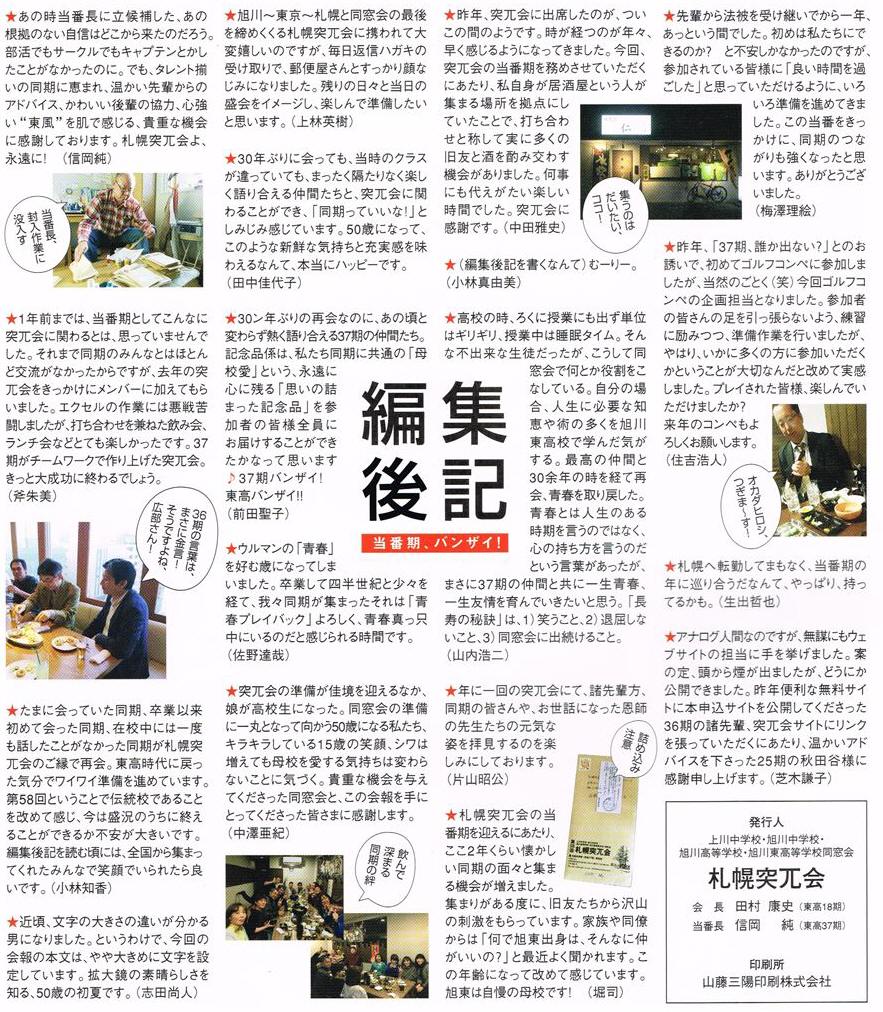 ★あの時当番長に立候補した、あの
根拠のない自信はどこから来たのだろう。
部活でもサークルでもキャプテンとかし
たことがなかったのに。でも、タレント揃
いの同期に恵まれ、温かい先輩からの
アドバイス、かわいい後輩の協力、心強
い“東風”を肌で感じる、貴重な機会
に感謝しております。札幌突兀会よ、
永遠に! (信岡純)
当番長、
封入作業に
没入す
★1年前までは、当番期としてこんなに
突兀会に関わるとは、思っていませんで
した。それまで同期のみんなとはほとん
ど交流がなかったからですが、去年の突
兀会をきっかけにメンバーに加えてもら
いました。エクセルの作業には悪戦苦
闘しましたが、打ち合わせを兼ねた飲み会、
ランチ会などとても楽しかったです。37
期がチームワークで作り上げた突兀会。
きっと大成功に終わるでしょう。
(斧朱美)
36期の言葉は、
まさに金言!
そうですよね、
広部さん!
★たまに会っていた同期、卒業以来
初めて会った同期、在校中には一度
も話したことがなかった同期が札幌突
兀会のご縁で再会。東高時代に戻っ
た気分でワイワイ準備を進めています。
第58回ということで伝統校であること
を改めて感じ、今は盛況のうちに終え
ることができるか不安が大きいです。
編集後記を読む頃には、全国から集まっ
てくれたみんなで笑顔でいられたら良
いです。(小林知香)
★近頃、文字の大きさの違いが分かる
男になりました。というわけで、今回の
会報の本文は、やや大きめに文字を設
定しています。拡大鏡の素晴らしさを
知る、50歳の初夏です。(志田尚人)
★旭川～東京～札幌と同窓会の最後
を締めくくる札幌突兀会に携われて大
変嬉しいのですが、毎日返信ハガキの
受け取りで、郵便屋さんとすっかり顔な
じみになりました。残りの日々と当日の
盛会をイメージし、楽しんで準備したい
と思います。(上林英樹)
★30年ぶりに会っても、当時のクラス
が違っていても、まったく隔たりなく楽し
く語り合える仲間たちと、突兀会に関
わることができ、「同期っていいな!」と
しみじみ感じています。50歳になって、
このような新鮮な気持ちと充実感を味
わえるなんて、本当にハッピーです。
(田中佳代子)
★30ン年ぶりの再会なのに、あの頃と
変わらず熱く語り合える37期の仲間たち。
記念品係は、私たち同期に共通の「母
校愛」という、永遠に
心に残る「思いの詰
まった記念品」を参
加者の皆様全員に
お届けすることができ
たかなって思います
♪37期バンザイ!
東高バンザイ!!
(前田聖子)
★ウルマンの「青春」
を好む歳になってしま
いました。卒業して四半世紀と少々を
経て、我々同期が集まったそれは「青
春プレイバック」よろしく、青春真っ只
中にいるのだと感じられる時間です。
(佐野達哉)
★突兀会の準備が佳境を迎えるなか、
娘が高校生になった。同窓会の準備
に一丸となって向かう50歳になる私たち、
キラキラしている15歳の笑顔、シワは
増えても母校を愛する気持ちは変わら
ないことに気づく。貴重な機会を与え
てくださった同窓会と、この会報を手に
とってくださった皆さまに感謝します。
(中澤亜紀)
飲んで
深まる
同期の絆
編集
後記
当番期、バンザイ!
★昨年、突兀会に出席したのが、つい
この間のようです。時が経つのが年々、
早く感じるようになってきました。今回、
突兀会の当番期を務めさせていただく
にあたり、私自身が居酒屋という人が
集まる場所を拠点にし
ていたことで、打ち合わ
せと称して実に多くの
旧友と酒を酌み交わす
機会がありました。何事
にも代えがたい楽しい
時間でした。突兀会に
感謝です。(中田雅史)
仁
集うのは
だいたい、
ココ!
★(編集後記を書くなんて)むーりー。
(小林真由美)
★高校の時、ろくに授業にも出ず単位
はギリギリ、授業中は睡眠タイム。そん
な不出来な生徒だったが、こうして同
窓会で何とか役割をこ
なしている。自分の場
合、人生に必要な知
恵や術の多くを旭川
東高校で学んだ気が
する。最高の仲間と
30余年の時を経て再
会、青春を取り戻した。
青春とは人生のある
時期を言うのではなく、
心の持ち方を言うのだ
という言葉があったが、
まさに37期の仲間と共に一生青春、
一生友情を育んでいきたいと思う。「長
寿の秘訣」は、1)笑うこと、2)退屈しな
いこと、3)同窓会に出続けること。
(山内浩二)
★年に一回の突兀会にて、諸先輩方、
同期の皆さんや、お世話になった恩師
の先生たちの元気な
姿を拝見するのを楽
しみにしております。
(片山昭公)
詰め込み
注意
札幌突兀会
★札幌突兀会の当
番期を迎えるにあたり、
ここ2年くらい懐かし
い同期の面々と集ま
る機会が増えました。
集まりがある度に、旧友たちから沢山
の刺激をもらっています。家族や同僚
からは「何で旭東出身は、そんなに仲
がいいの?」と最近よく聞かれます。こ
の年齢になって改めて感じています。
旭東は自慢の母校です! (堀司)
★先輩から法被を受け継いでから一年、
あっという間でした。初めは私たちにで
きるのか? と不安しかなかったのですが、
参加されている皆様に「良い時間を過
ごした」と思っていただけるように、いろ
いろ準備を進めてきま
した。この当番をきっ
かけに、同期のつな
がりも強くなったと思
います。ありがとうござ
いました。
(梅澤理絵)
★昨年、「37期、誰か出ない?」とのお
誘いで、初めてゴルフコンペに参加しま
したが、当然のごとく(笑)今回ゴルフコ
ンペの企画担当となりました。参加者
の皆さんの足を引っ張らないよう、練習
に励みつつ、準備作業を行いましたが、
やはり、いかに多くの方に参加いただく
かということが大切なんだと改めて実感
しました。プレイされた皆様、楽しんでい
ただけましたか?
来年のコンペもよ
ろしくお願いします。
(住吉浩人)
オカダヒロシ、
つぎま～す!
★札幌へ転勤してまもなく、当番期の
年に巡り合うだなんて、やっぱり、持っ
てるかも。(生出哲也)
★アナログ人間なのですが、無謀にもウェ
ブサイトの担当に手を挙げました。案
の定、頭から煙が出ましたが、どうにか
公開できました。昨年便利な無料サイ
トに本申込サイトを公開してくださった
36期の諸先輩、突兀会サイトにリンク
を張っていただくにあたり、温かいアド
バイスを下さった25期の秋田谷様に
感謝申し上げます。(芝木謙子)
発行人
上川中学校・旭川中学校・
旭川高等学校・旭川東高等学校同窓会
札幌突兀会
会 長 田村 康史(東高18期)
当番長 信岡 純(東高37期)
印刷所
山藤三陽印刷株式会社